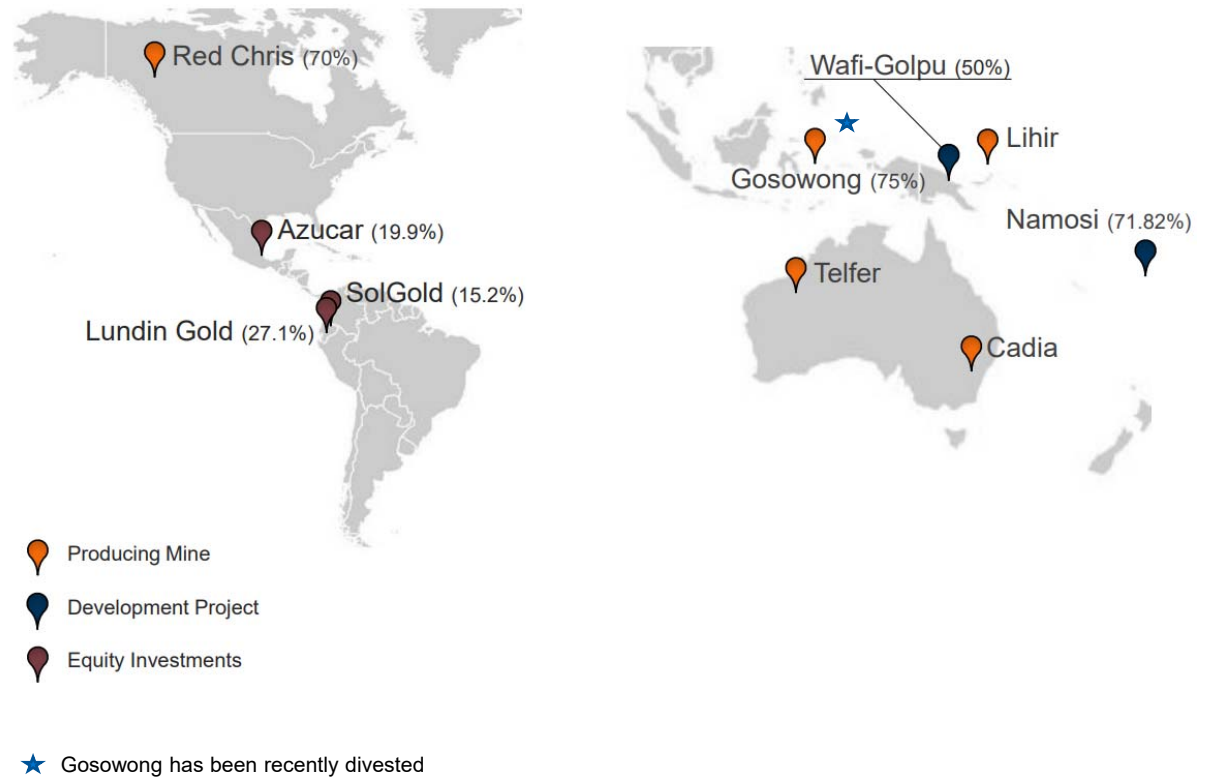 Red Chris (70%)
Wafi-Golpu (50%)
Lihir
Gosowong (75%)
Namosi (71.82%)
Azucar (19.9%)
Telfer
SolGold (15.2%)
Lundin Gold (27.1%)
Cadia
Producing Mine
Development Project
Equity Investments
Gosowong has been recently divested